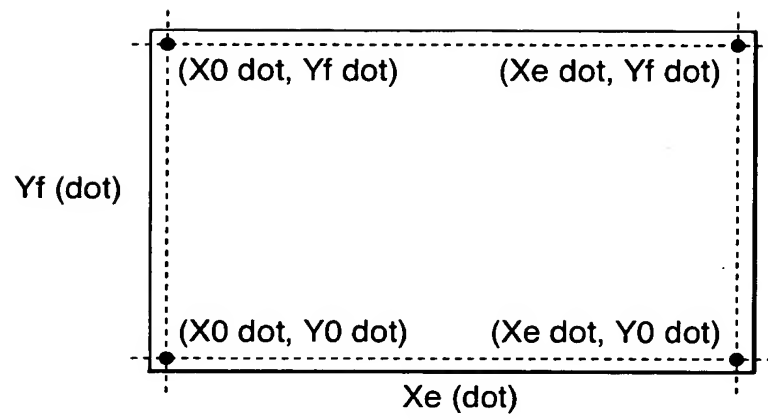 (X0 dot, Yf dot) (Xe dot, Yf dot)
Yf (dot)
(X0 dot, Y0 dot) (Xe dot, Y0 dot)
Xe (dot)